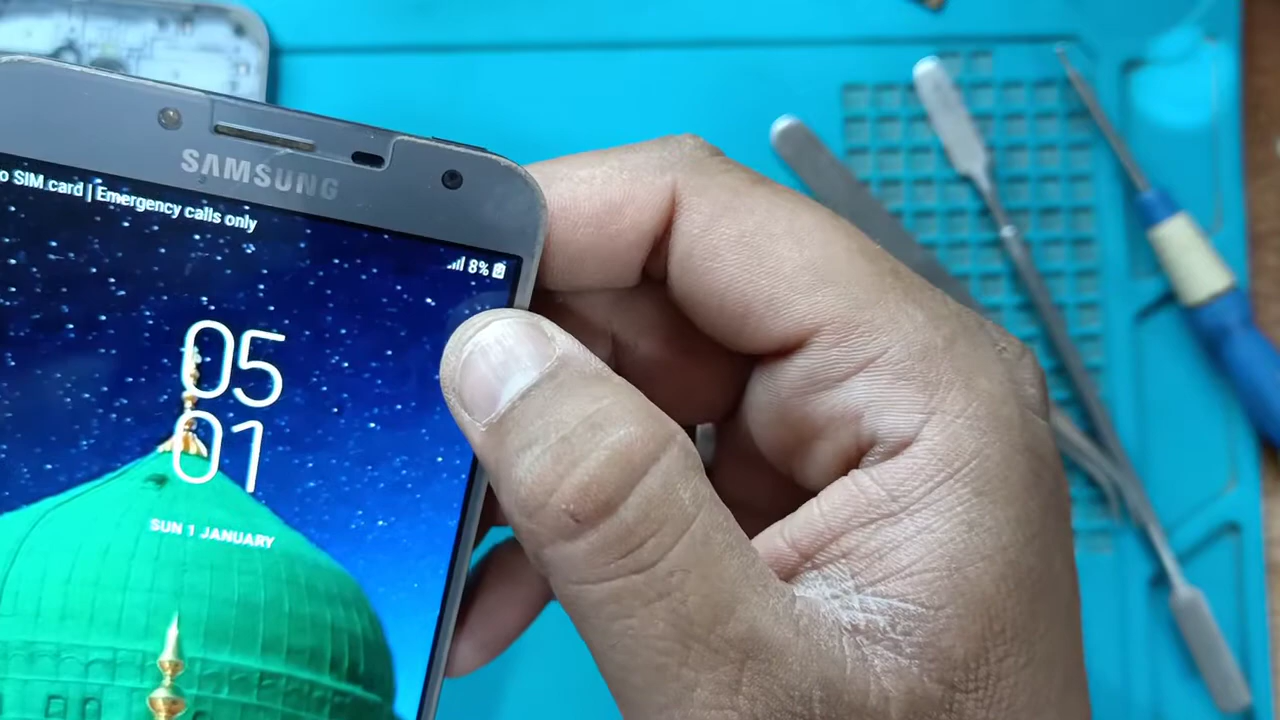 SAMSUNG
o SIM card | Emergency calls only
8%
05
01
SUN 1 JANUARY